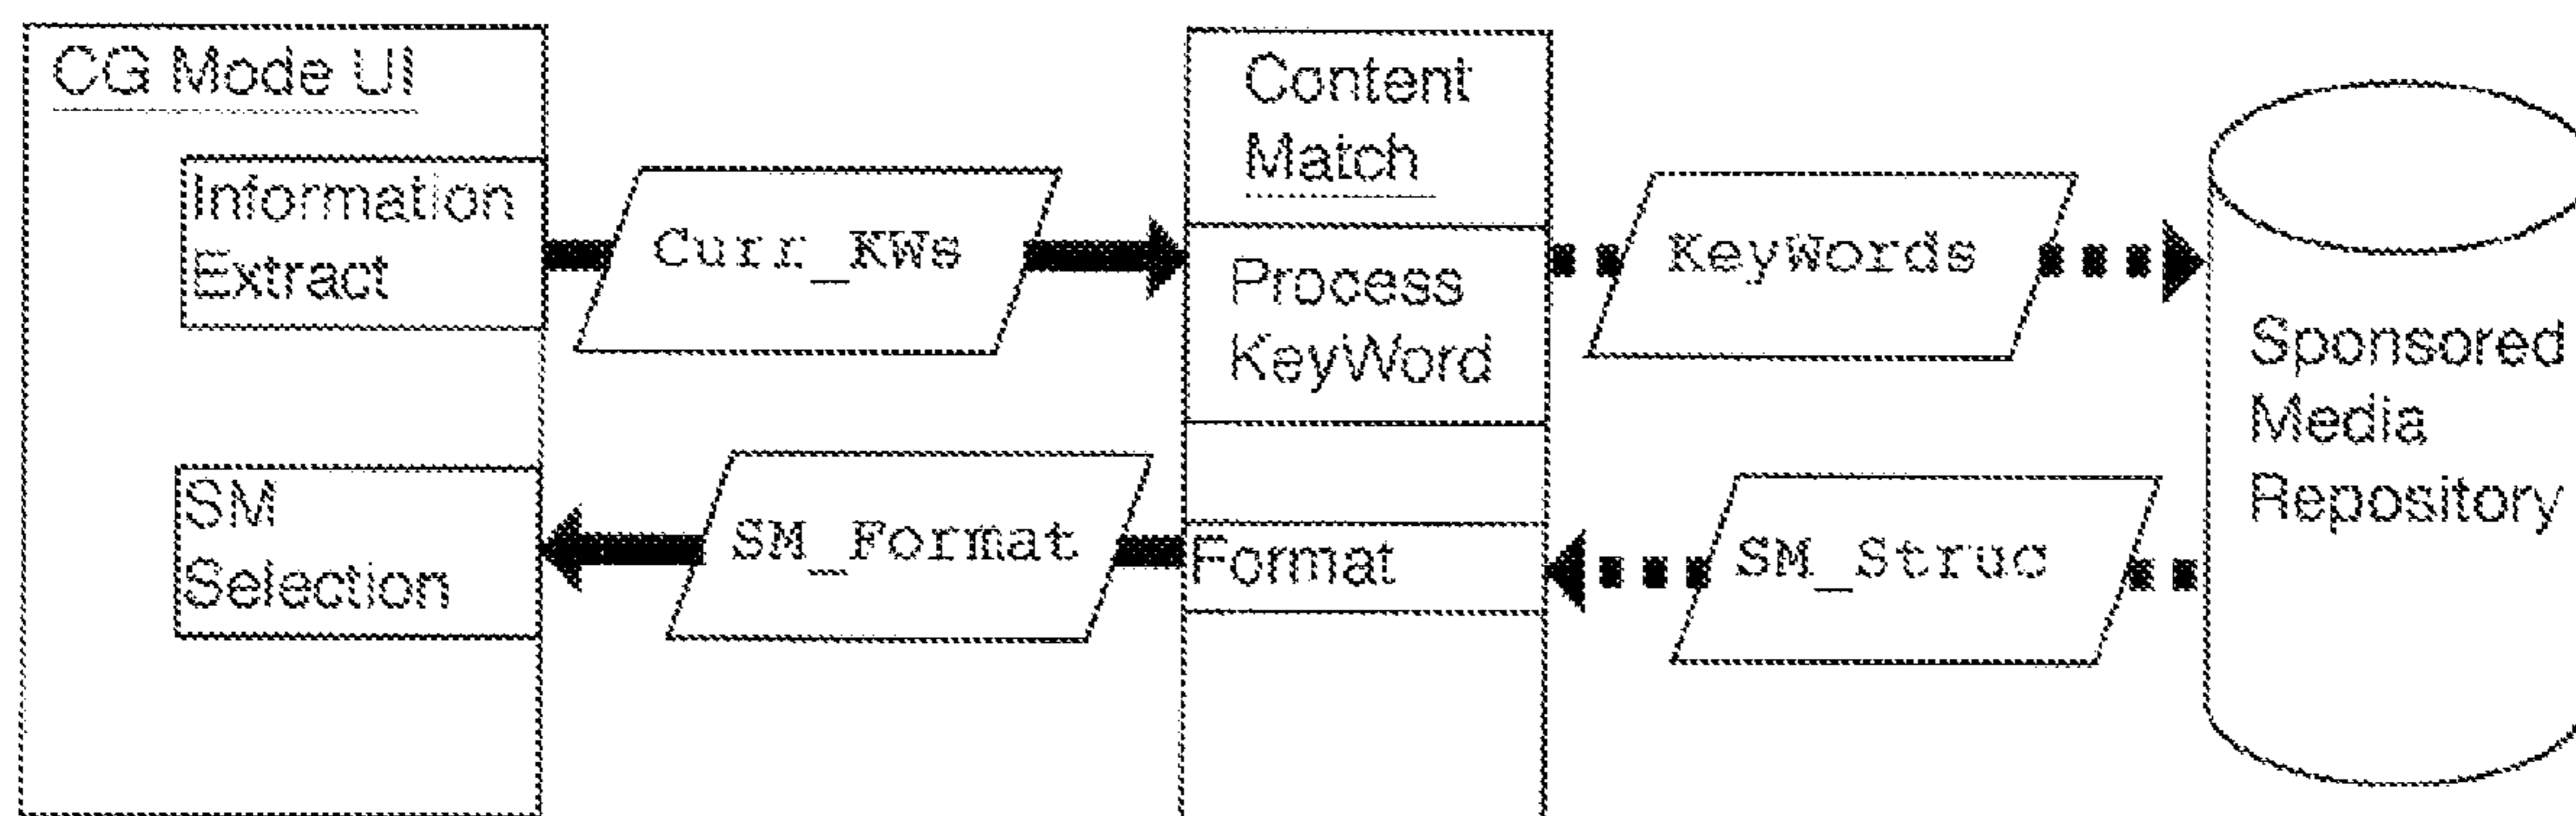 CG Mode UI
Information
Extract
Curr_KWs
Content
Match
Process
KeyWord
KeyWords
Sponsored
Media
Repository
SM
Selection
SM_Format
Format
SM_Struc